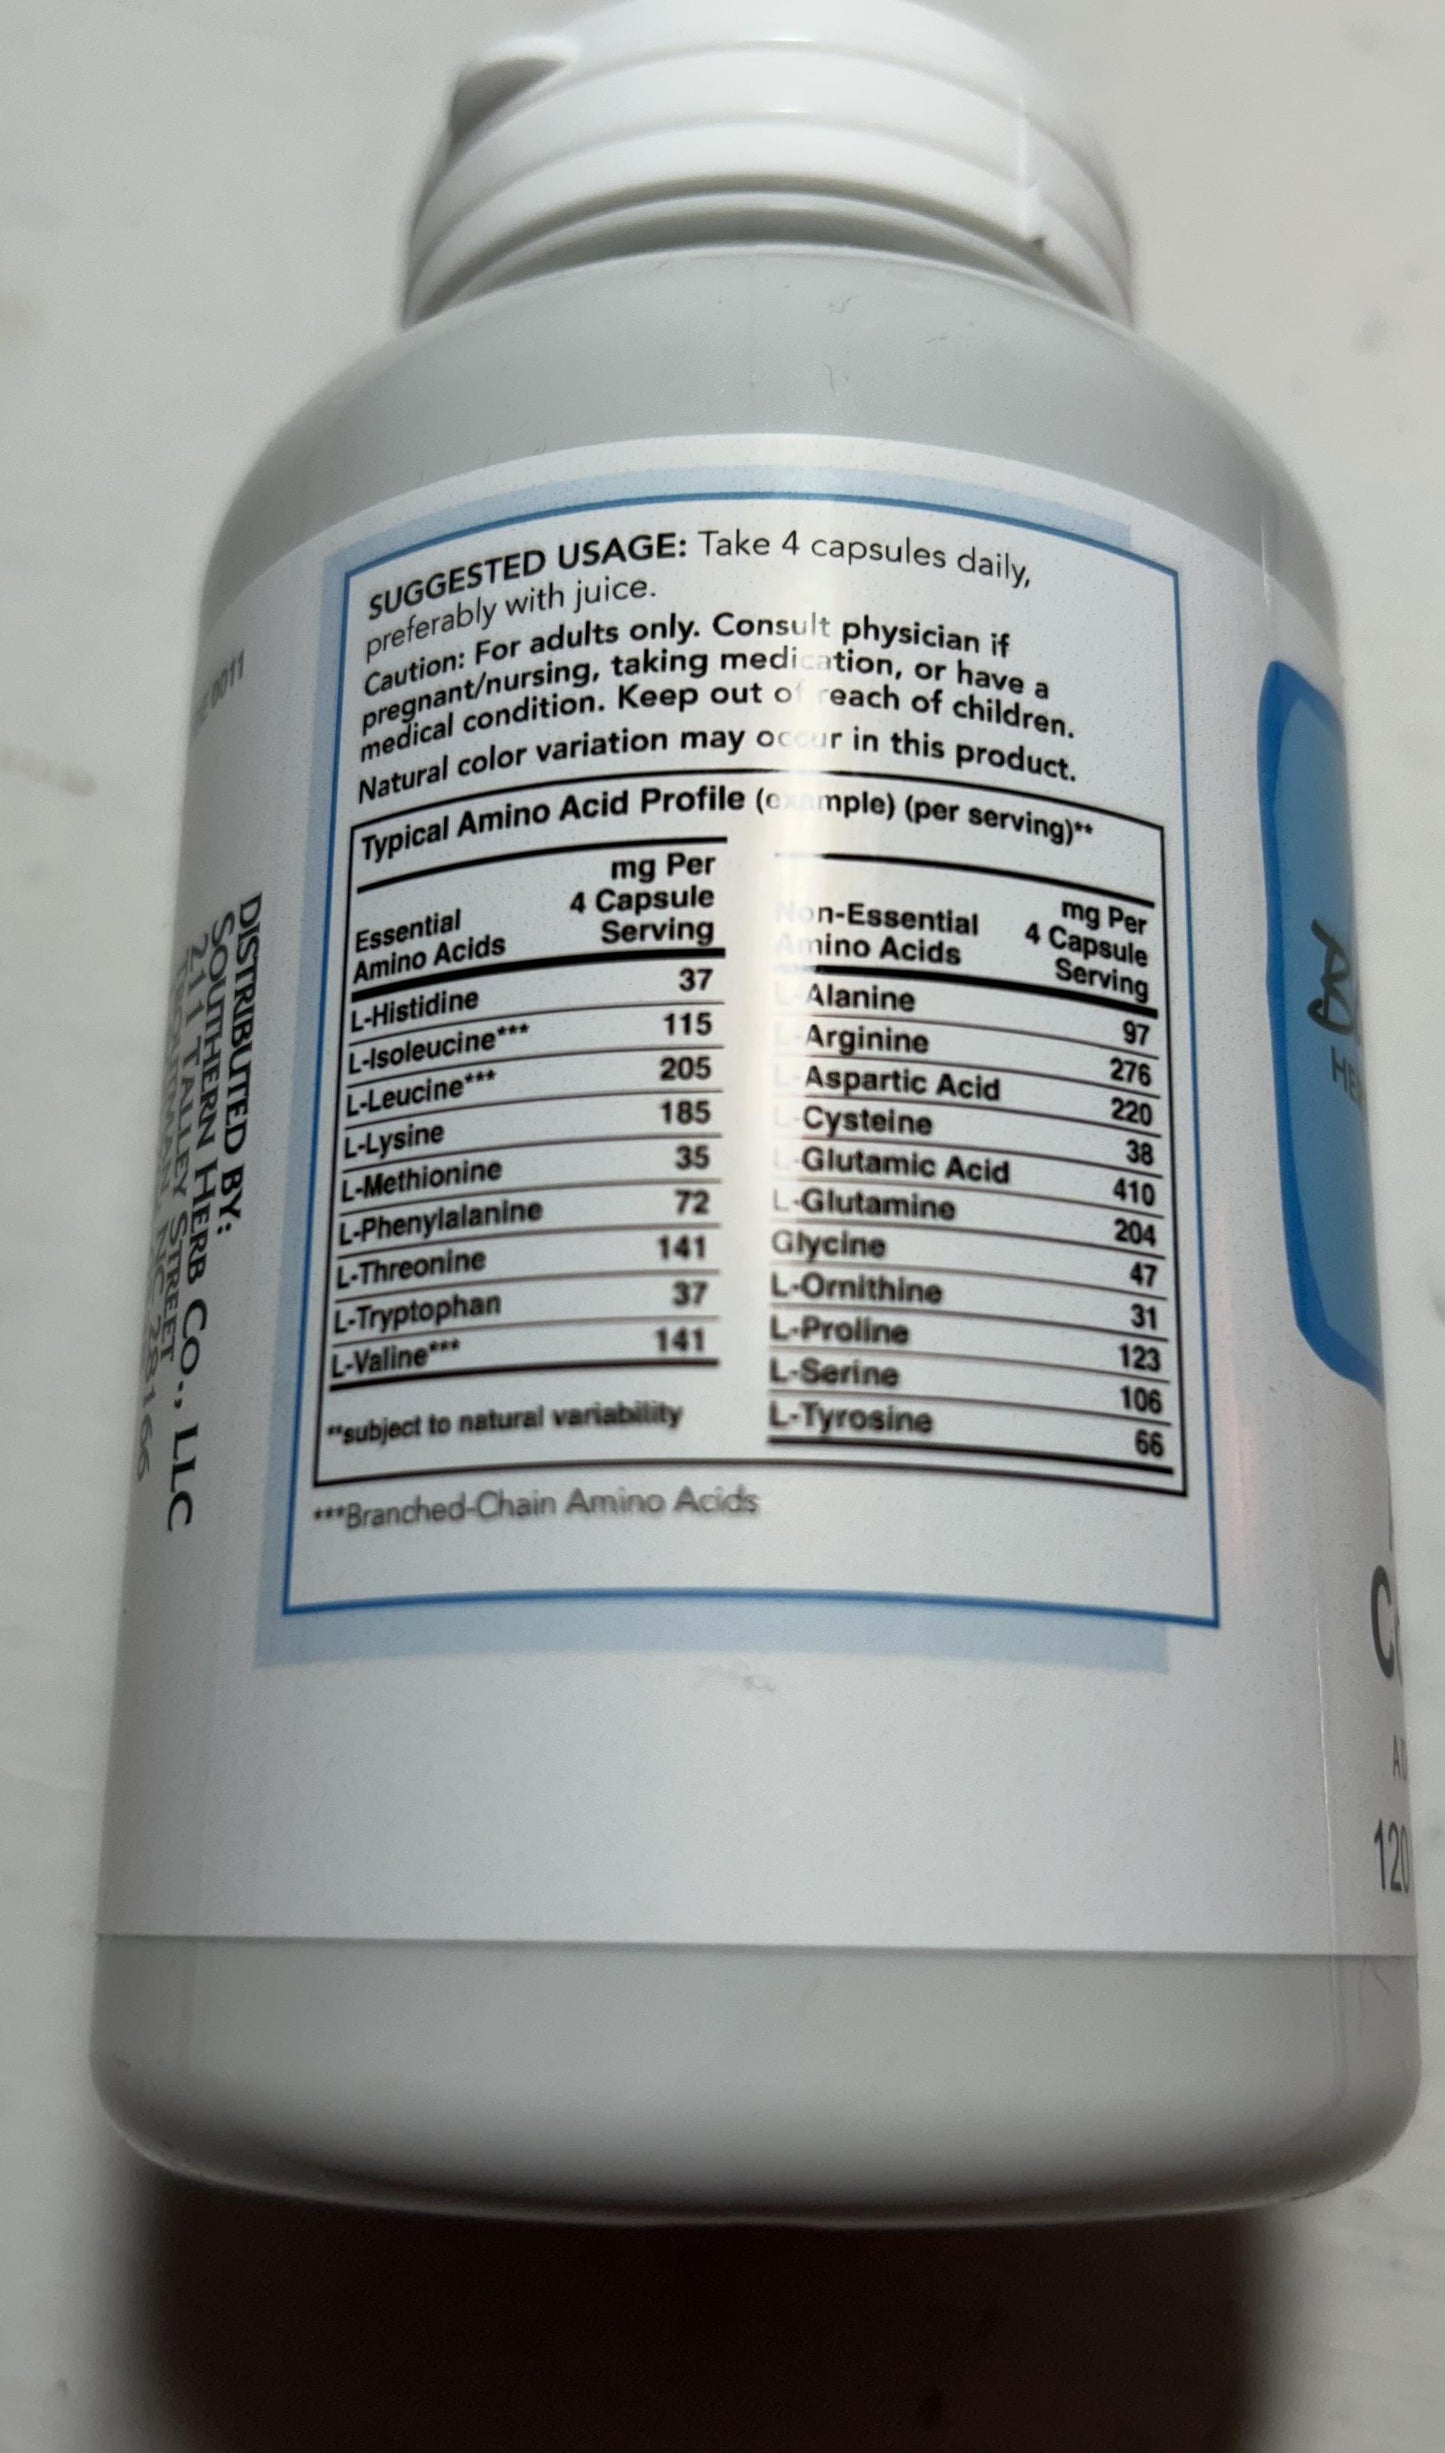 SUGGESTED USAGE: Take 4 capsules daily,
preferably with juice.
Caution: For adults only. Consult physician if
pregnant/nursing, taking medication, or have a
medical condition. Keep out of reach of children.
Natural color variation may occur in this product.
Typical Amino Acid Profile (example) (per serving)**
Essential Amino Acids mg Per 4 Capsule Serving
L-Histidine 37
L-Isoleucine*** 115
L-Leucine*** 205
L-Lysine 185
L-Methionine 35
L-Phenylalanine 72
L-Threonine 141
L-Tryptophan 37
L-Valine*** 141
**subject to natural variability
Non-Essential Amino Acids mg Per 4 Capsule Serving
L-Alanine 97
L-Arginine 276
L-Aspartic Acid 220
L-Cysteine 38
L-Glutamic Acid 410
L-Glutamine 204
Glycine 47
L-Ornithine 31
L-Proline 123
L-Serine 106
L-Tyrosine 66
***Branched-Chain Amino Acids
DISTRIBUTED BY:
SOUTHERN HERB CO., LLC
211 TALLEY STREET
0011
120